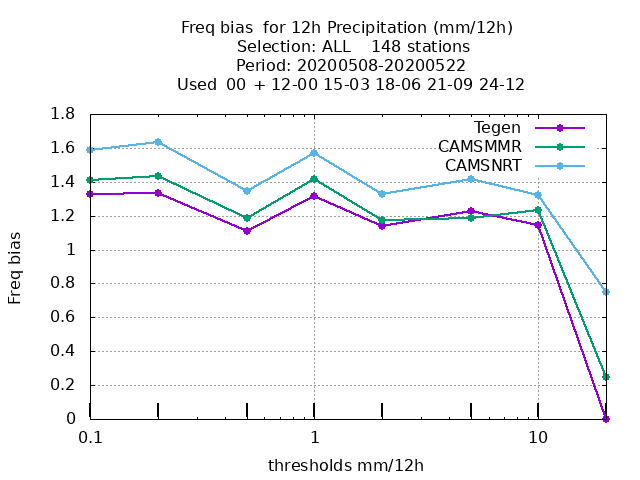 Freq bias  for 12h Precipitation (mm/12h)
Selection: ALL    148 stations
Period: 20200508-20200522
Used  00 + 12-00 15-03 18-06 21-09 24-12
Tegen
CAMSMMR
CAMSNRT
1.8
1.6
1.4
1.2
1
0.8
0.6
0.4
0.2
0
Freq bias
0.1 1 10
thresholds mm/12h